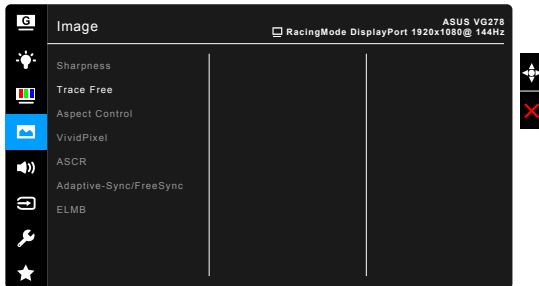 G
Image
ASUS VG278
RacingMode DisplayPort 1920x1080@ 144Hz
Sharpness
Trace Free
Aspect Control
VividPixel
ASCR
Adaptive-Sync/FreeSync
ELMB